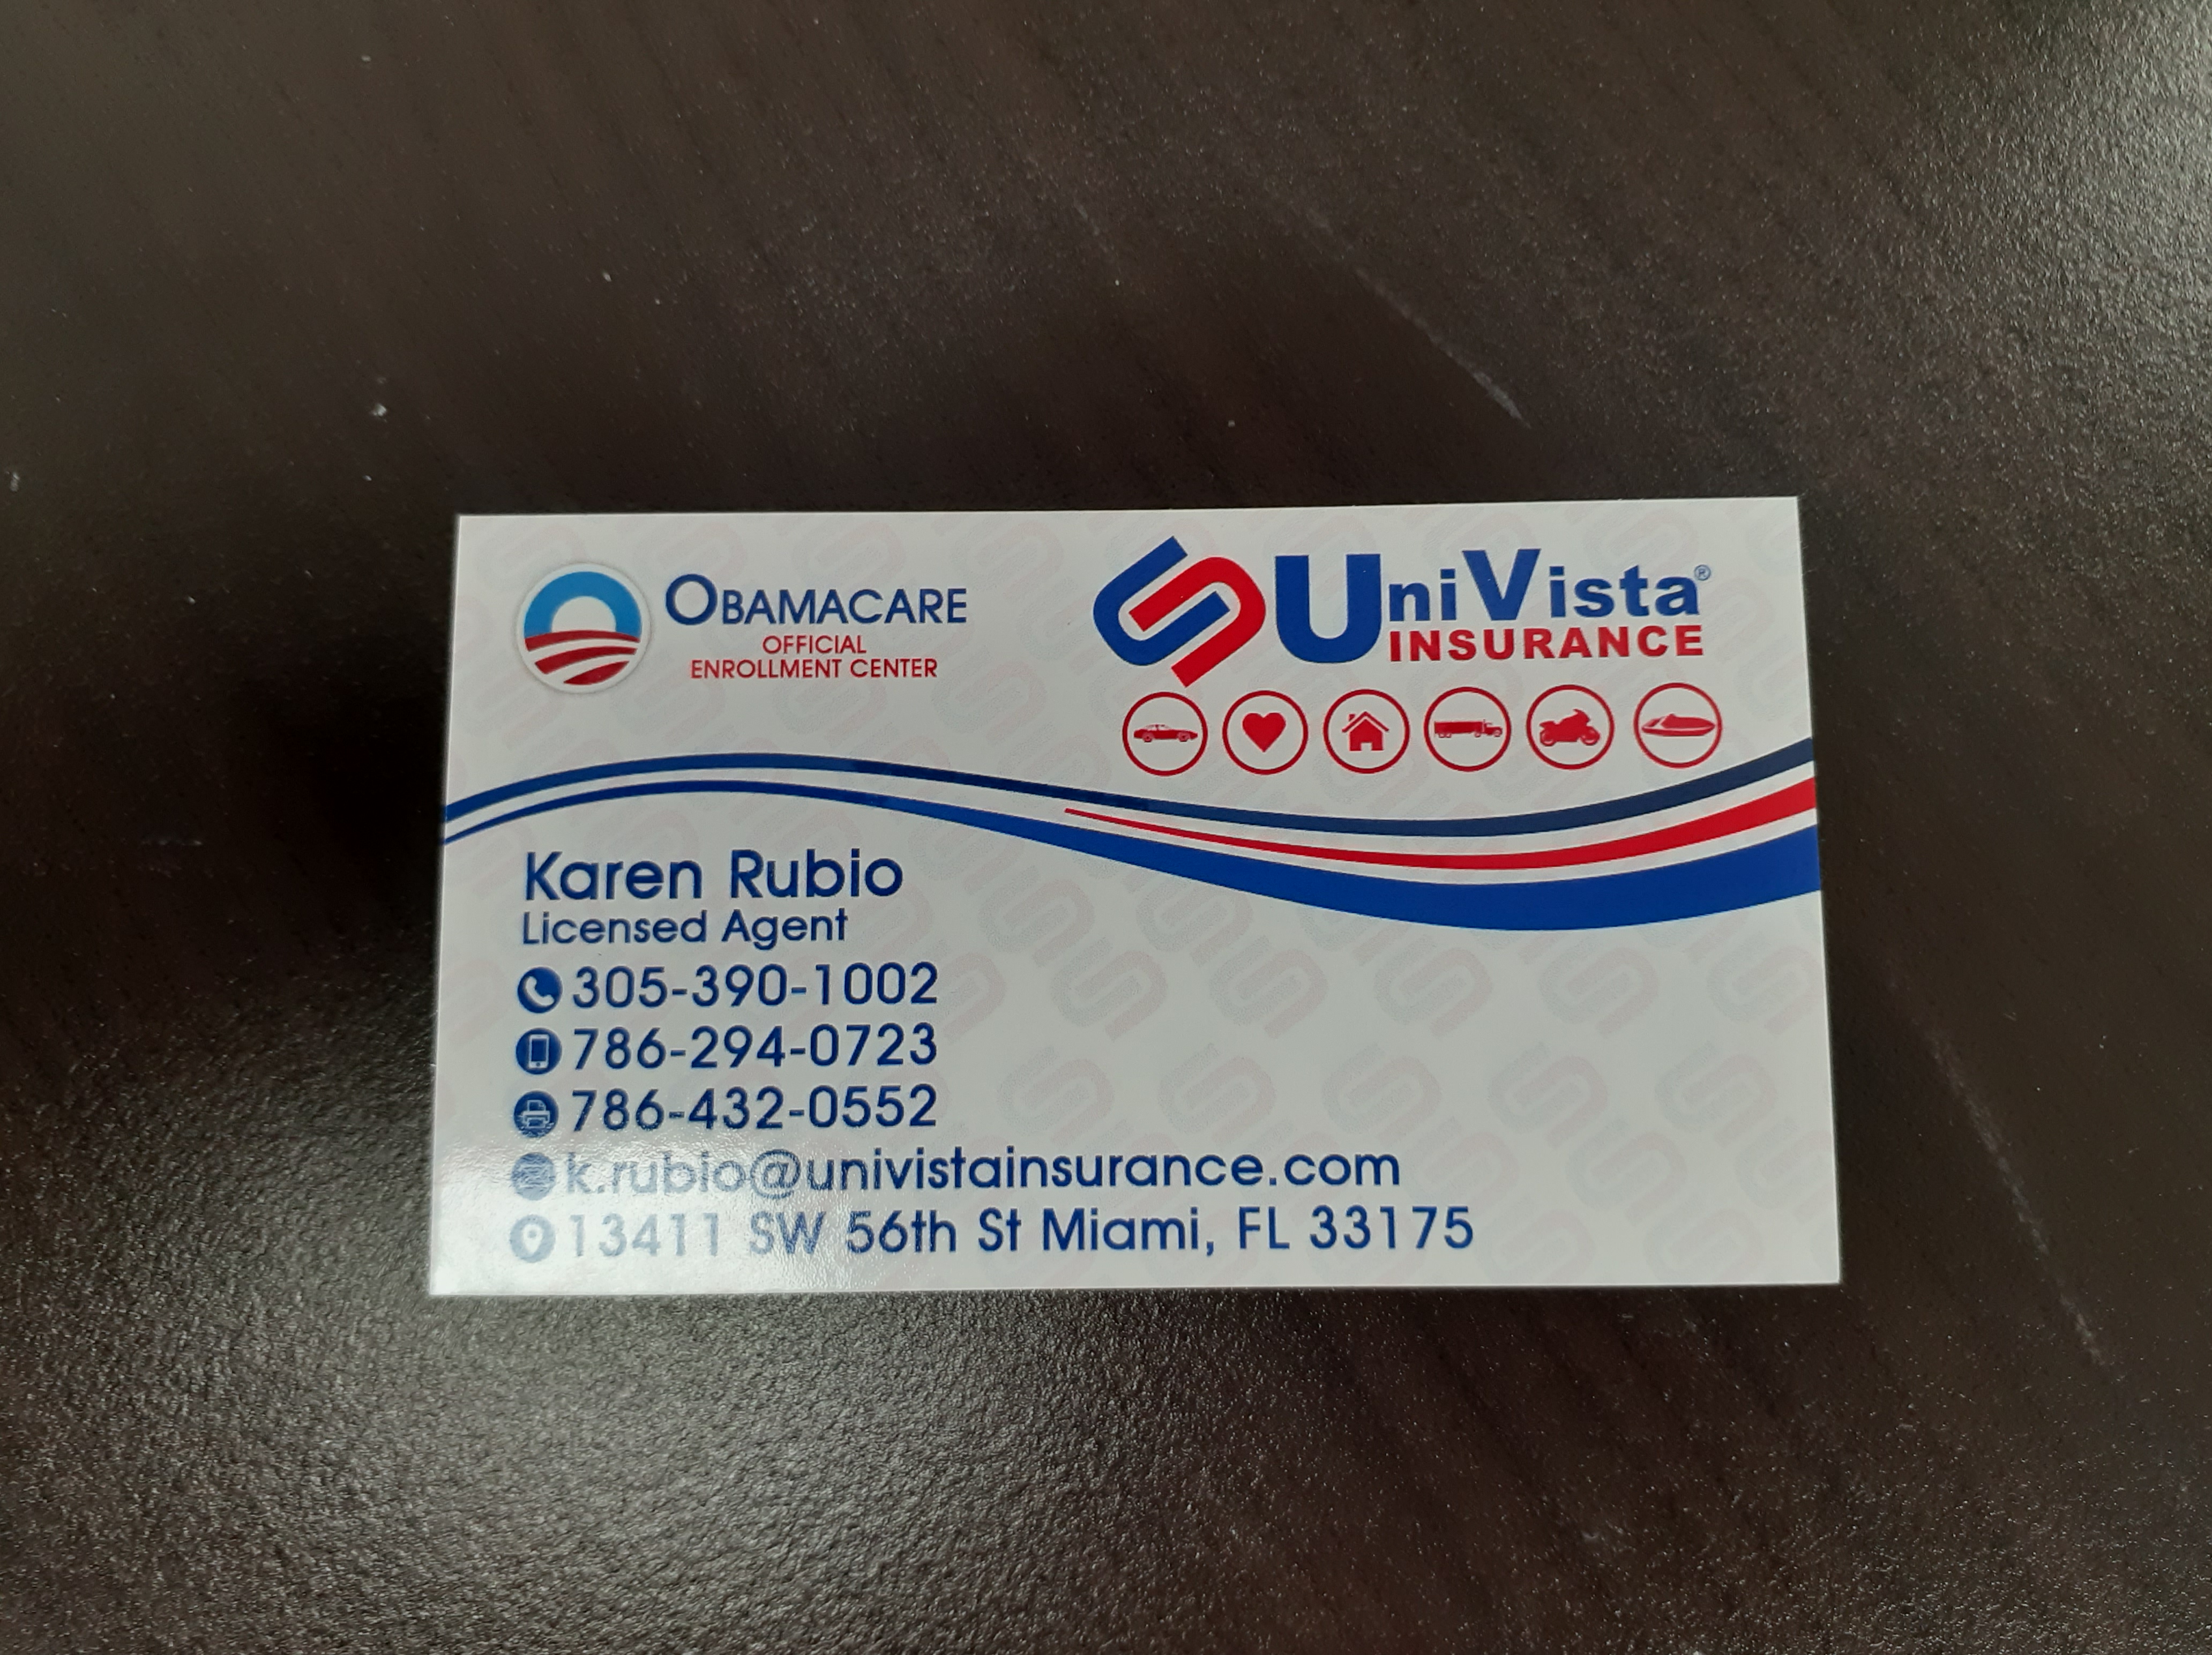 OBAMACARE
OFFICIAL
ENROLLMENT CENTER
UniVista®
INSURANCE
Karen Rubio
Licensed Agent
305-390-1002
786-294-0723
786-432-0552
k.rubio@univistainsurance.com
13411 SW 56th St Miami, FL 33175